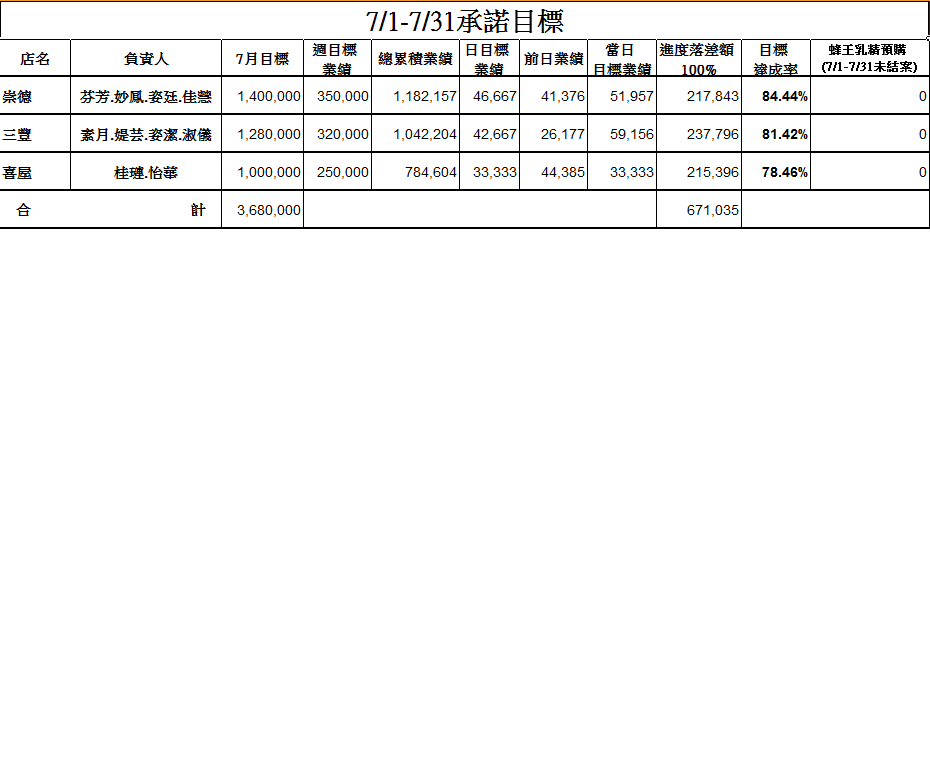 7/1-7/31承諾目標
店名 負責人 7月目標 週目標業績 總累積業績 日目標業績 前日業績 當日目標業績 進度落差額100% 目標達成率 蜂王乳精預購(7/1-7/31未結案)
崇德 芬芳.妙鳳.姿廷.佳慧 1,400,000 350,000 1,182,157 46,667 41,376 51,957 217,843 84.44% 0
三豐 素月.媞芸.姿潔.淑儀 1,280,000 320,000 1,042,204 42,667 26,177 59,156 237,796 81.42% 0
喜屋 桂璉.怡華 1,000,000 250,000 784,604 33,333 44,385 33,333 215,396 78.46% 0
合 計 3,680,000 671,035